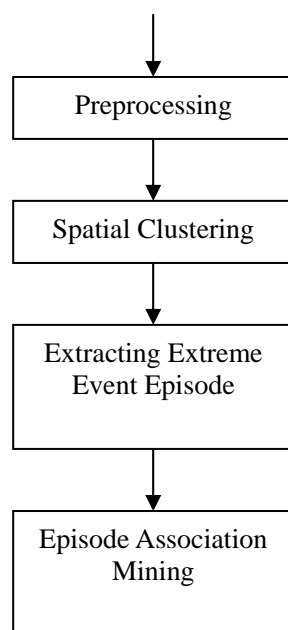 Preprocessing
Spatial Clustering
Extracting Extreme
Event Episode
Episode Association
Mining